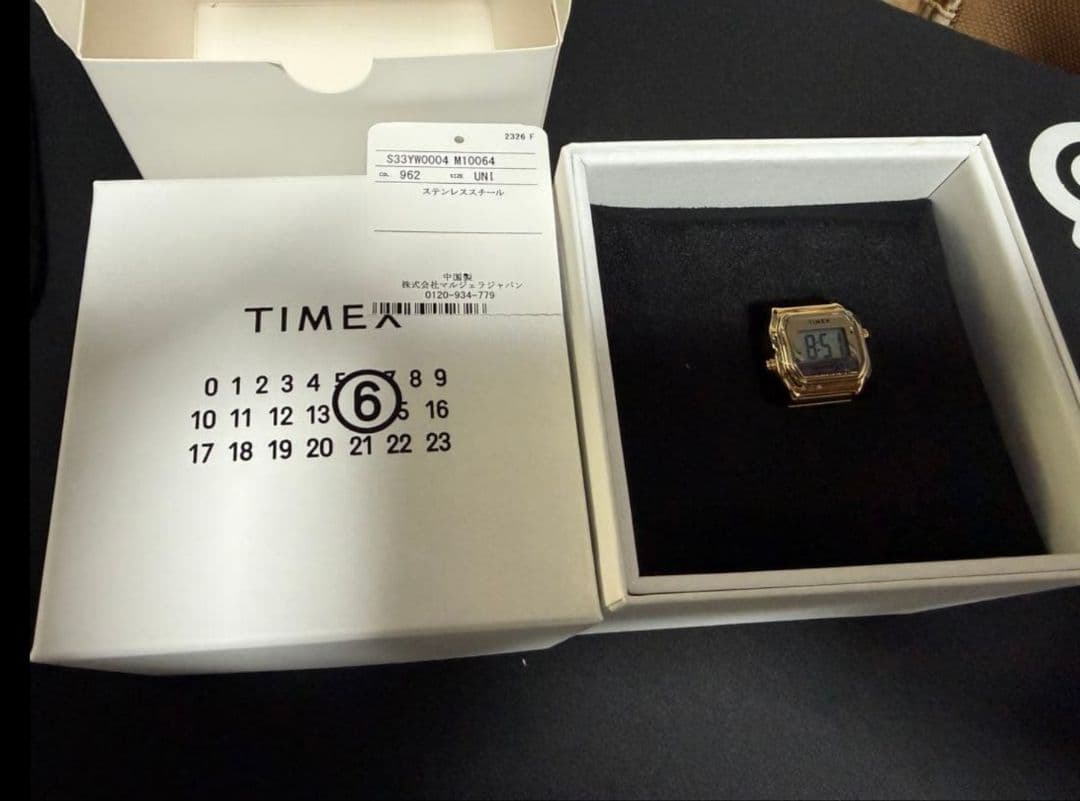 2326 F
S33YW0004 M10064
COL. 962 SIZE UNI
ステンレススチール
中国製
株式会社マルジェラジャパン
0120-934-779
TIMEX
0 1 2 3 4 5 7 8 9
10 11 12 13 6 5 16
17 18 19 20 21 22 23
TIMEX
8:51